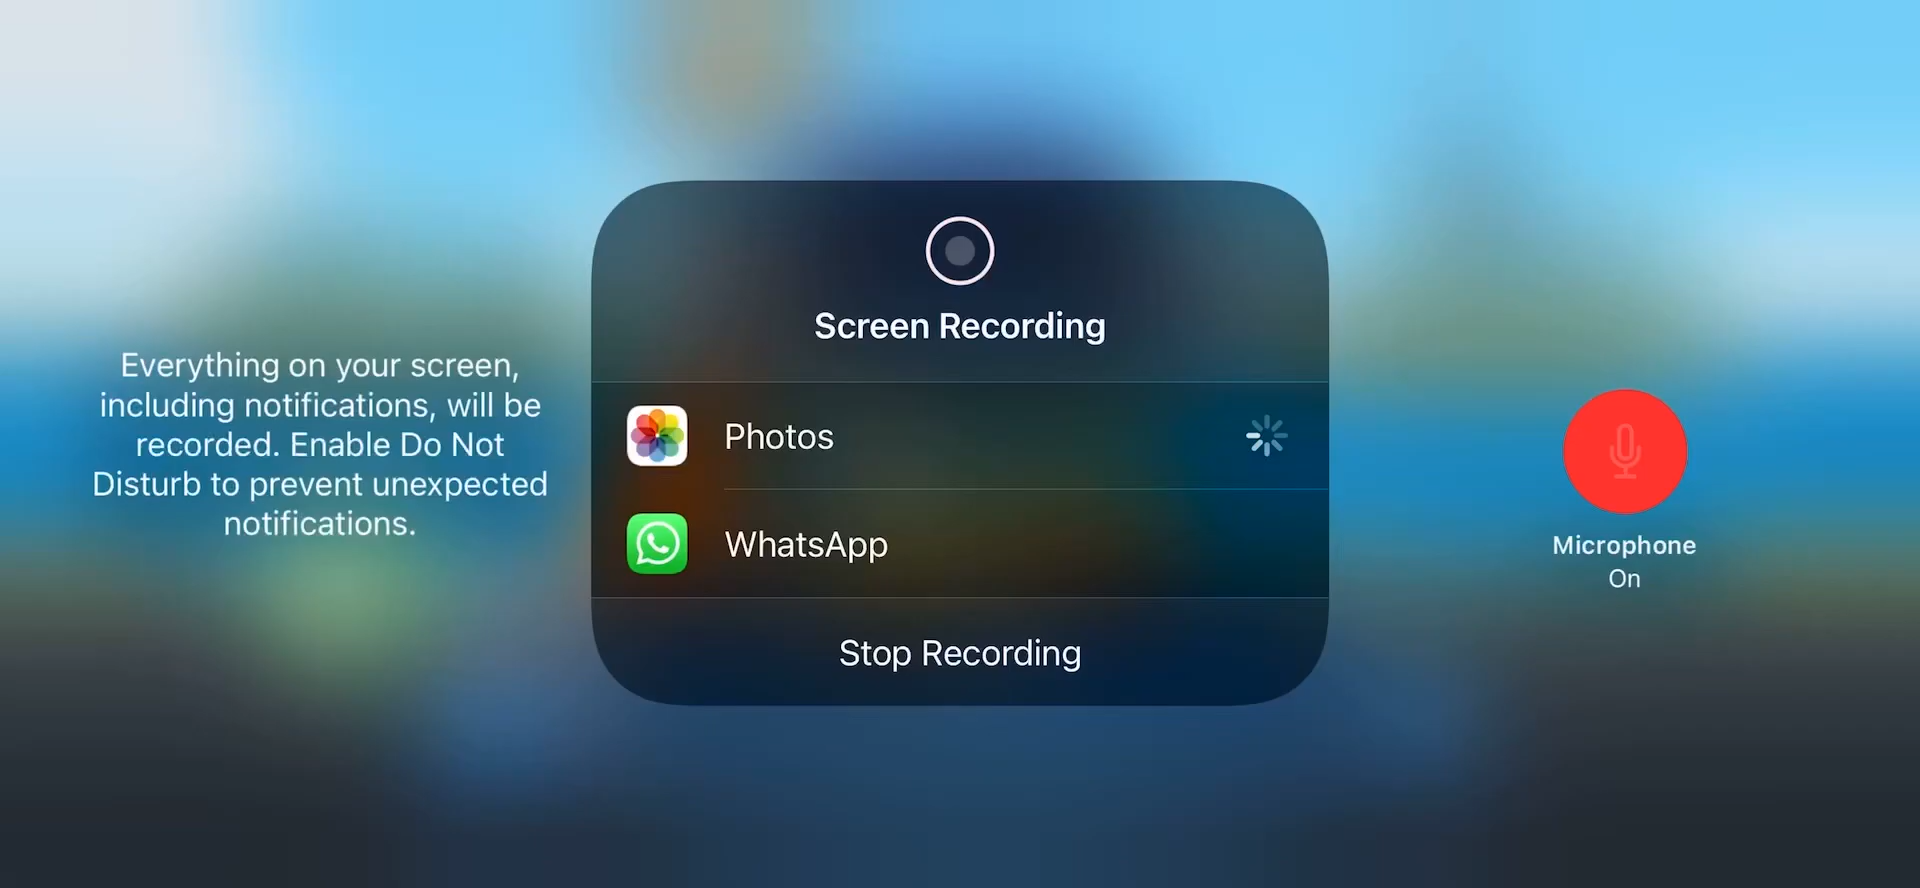 Everything on your screen,
including notifications, will be
recorded. Enable Do Not
Disturb to prevent unexpected
notifications.
Screen Recording
Photos
WhatsApp
Stop Recording
Microphone
On